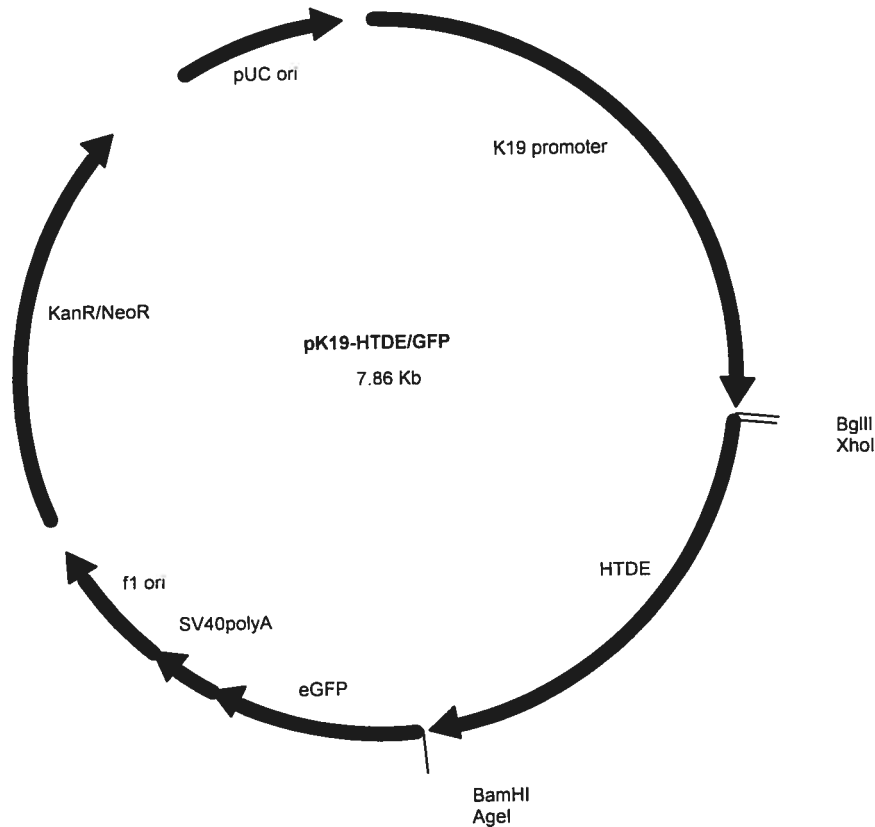 pUC ori
K19 promoter
KanR/NeoR
pK19-HTDE/GFP
7.86 Kb
BglII
XhoI
HTDE
f1 ori
SV40polyA
eGFP
BamHI
AgeI